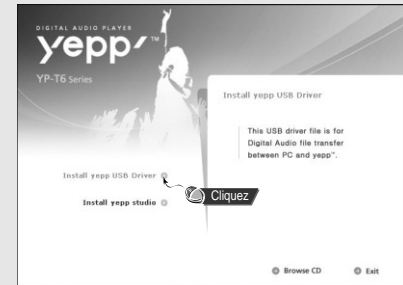 DIGITAL AUDIO PLAYER
yepp’™
YP-T6 Series
Install yepp USB Driver
This USB driver file is for
Digital Audio file transfer
between PC and yepp”.
Install yepp USB Driver
Cliquez
Install yepp studio
Browse CD
Exit